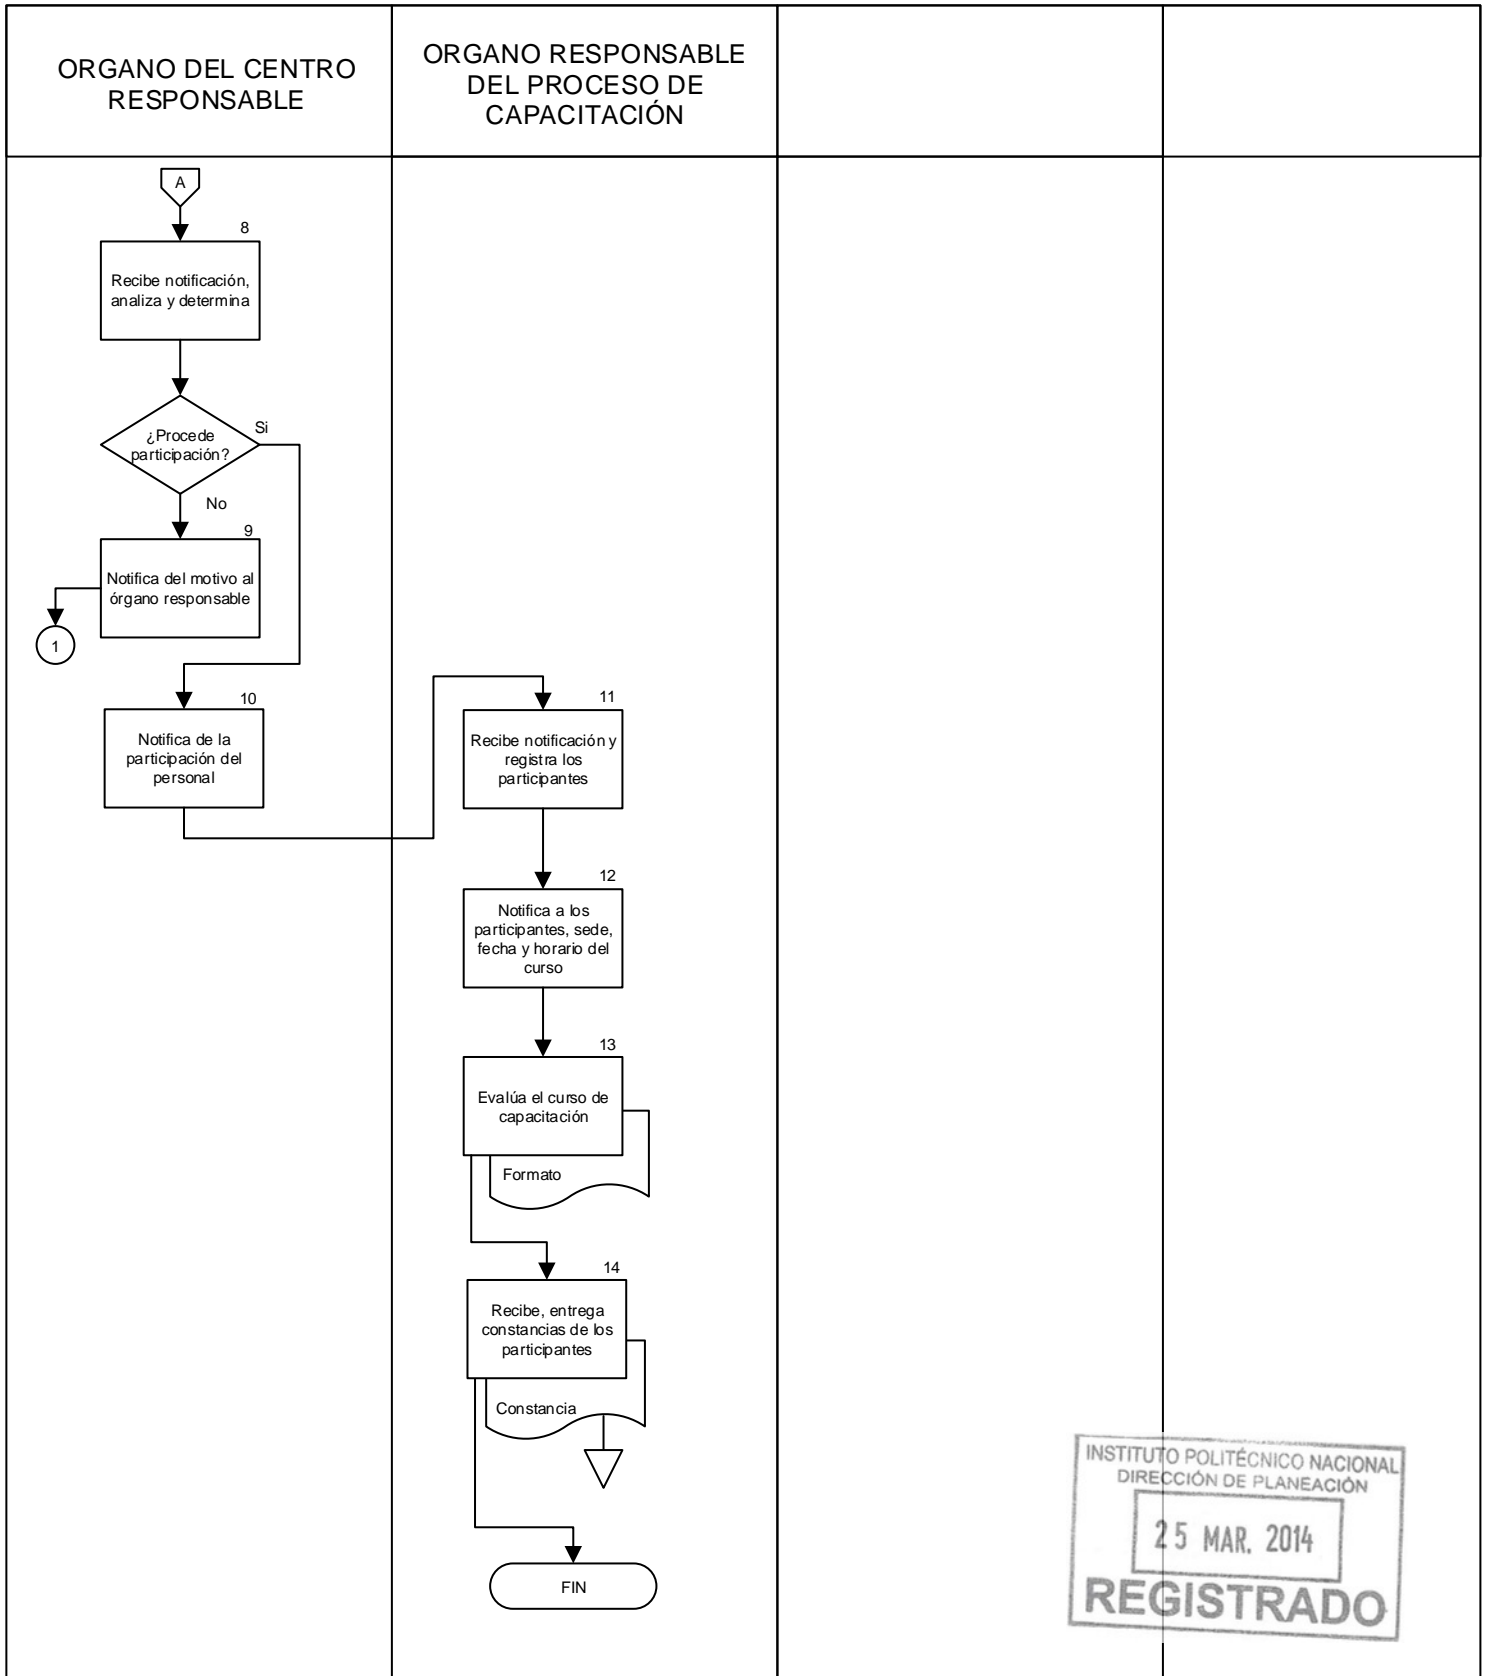 ORGANO DEL CENTRO
RESPONSABLE
ORGANO RESPONSABLE
DEL PROCESO DE
CAPACITACIÓN
A
8
Recibe notificación,
analiza y determina
¿Procede
participación?
Si
No
9
Notifica del motivo al
órgano responsable
1
10
Notifica de la
participación del
personal
11
Recibe notificación y
registra los
participantes
12
Notifica a los
participantes, sede,
fecha y horario del
curso
13
Evalúa el curso de
capacitación
Formato
14
Recibe, entrega
constancias de los
participantes
Constancia
FIN
INSTITUTO POLITÉCNICO NACIONAL
DIRECCIÓN DE PLANEACIÓN
25 MAR. 2014
REGISTRADO